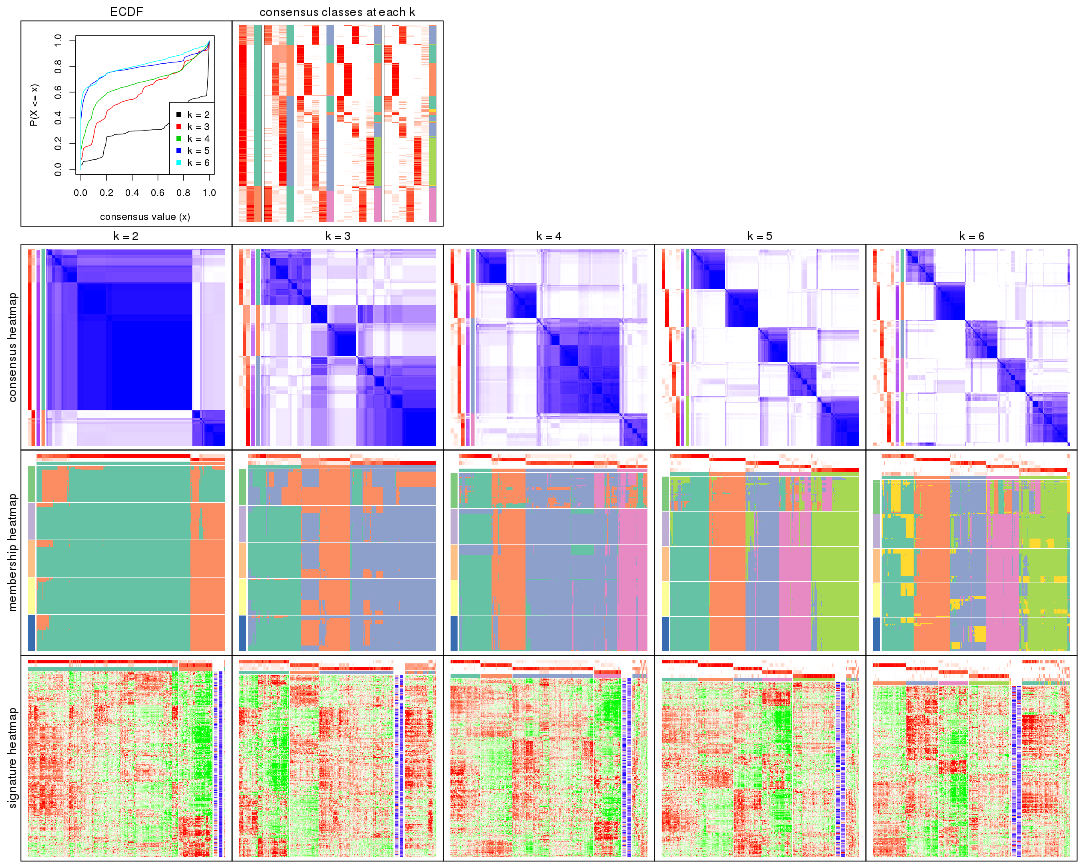 ECDF
consensus classes at each k
P(X <= x)
0.0 0.2 0.4 0.6 0.8 1.0
k = 2
k = 3
k = 4
k = 5
k = 6
0.0 0.2 0.4 0.6 0.8 1.0
consensus value (x)
k = 2
k = 3
k = 4
k = 5
k = 6
consensus heatmap
membership heatmap
signature heatmap